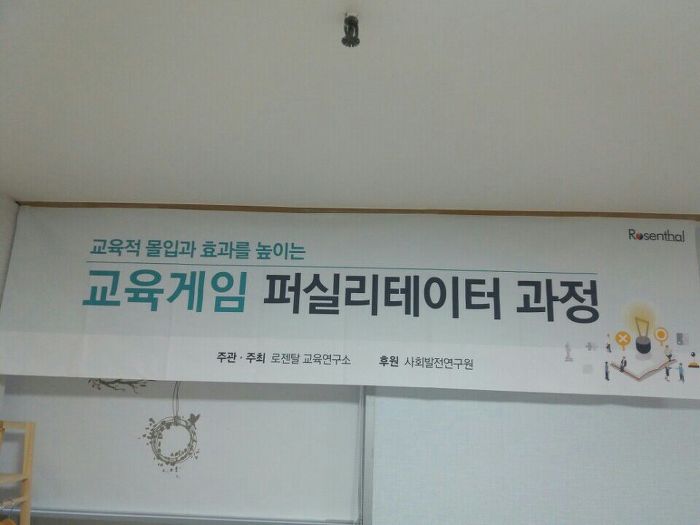 Rosenthal
교육적 몰입과 효과를 높이는
교육게임 퍼실리테이터 과정
주관·주최 로젠탈 교육연구소 후원 사회발전연구원